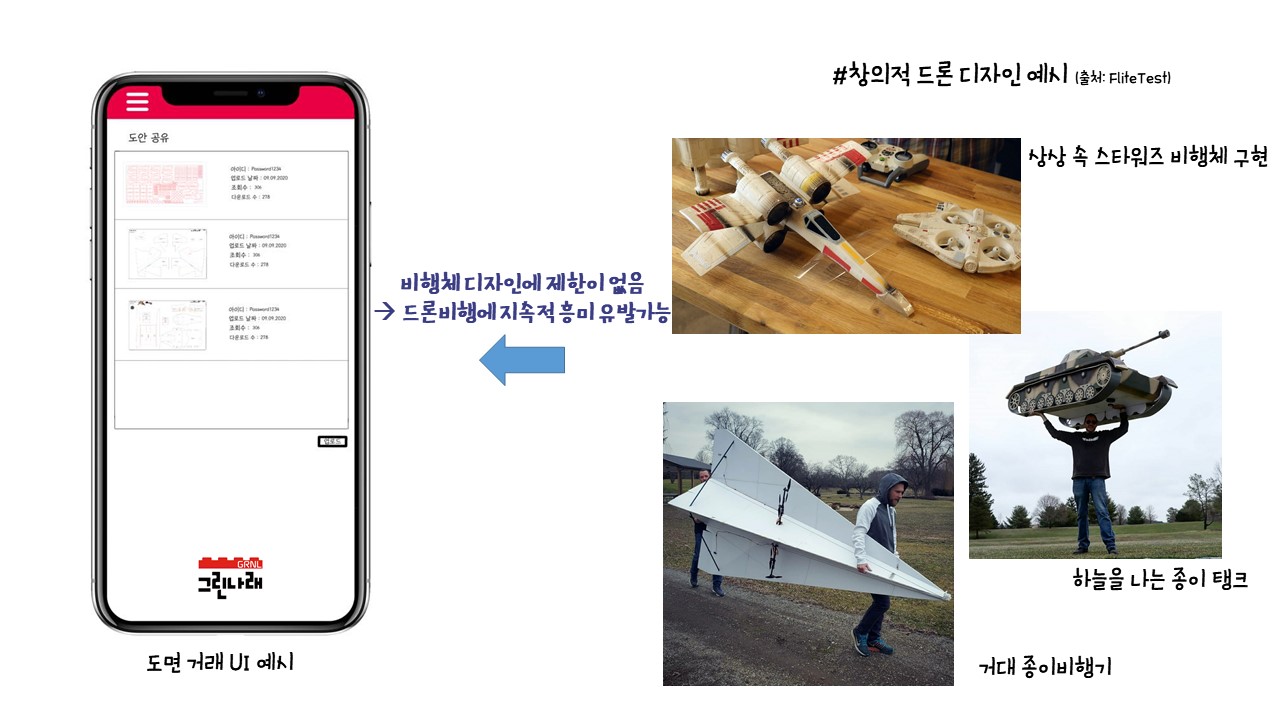 #창의적 드론 디자인 예시 (출처: FliteTest)
상상 속 스타워즈 비행체 구현
도안 공유
아이디 : Password1234
업로드 날짜 : 09.09.2020
조회수 : 306
다운로드 수 : 278
아이디 : Password1234
업로드 날짜 : 09.09.2020
조회수 : 306
다운로드 수 : 278
아이디 : Password1234
업로드 날짜 : 09.09.2020
조회수 : 306
다운로드 수 : 278
업로드
비행체 디자인에 제한이 없음
→ 드론비행에 지속적 흥미 유발가능
GRNL
그린나래
하늘을 나는 종이 탱크
도면 거래 UI 예시
거대 종이비행기